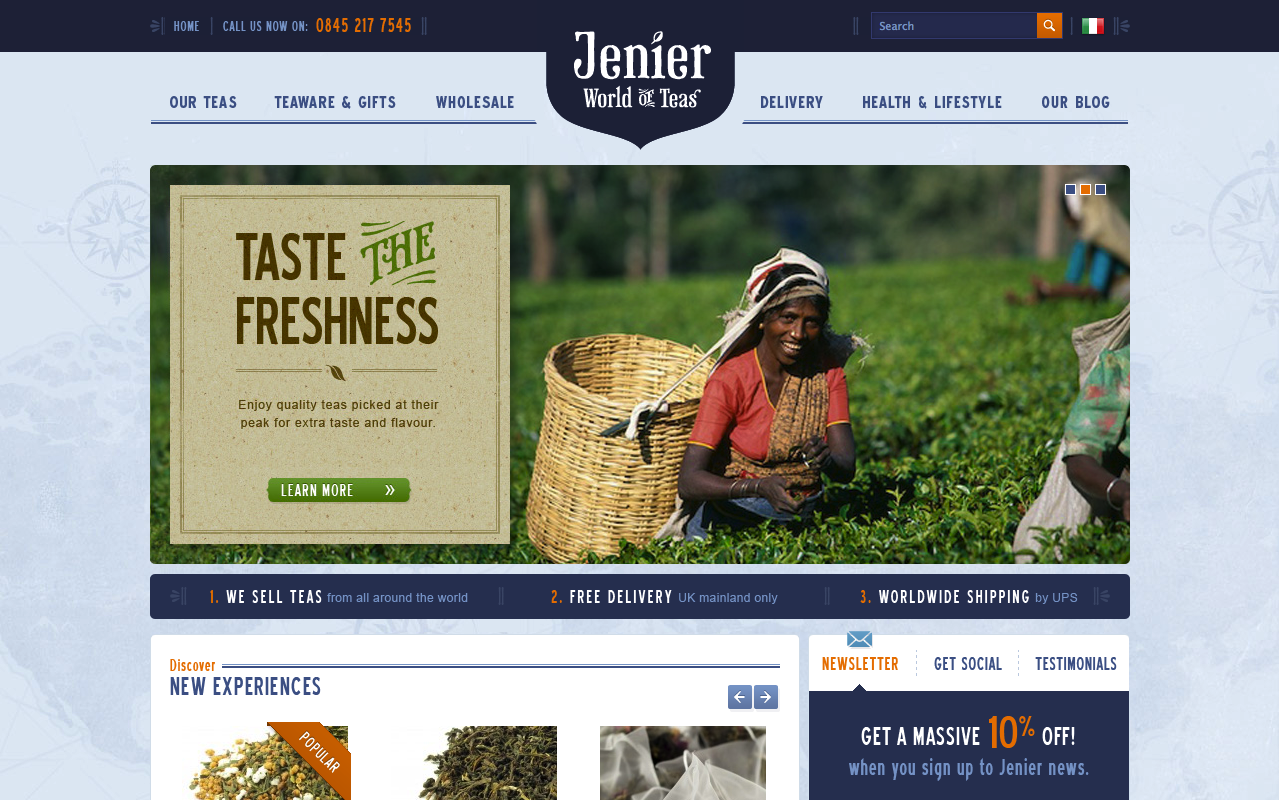 HOME
CALL US NOW ON: 0845 217 7545
Search
Jenier
World OF Teas
OUR TEAS
TEAWARE & GIFTS
WHOLESALE
DELIVERY
HEALTH & LIFESTYLE
OUR BLOG
TASTE THE
FRESHNESS
Enjoy quality teas picked at their
peak for extra taste and flavour.
LEARN MORE »
1. WE SELL TEAS from all around the world
2. FREE DELIVERY UK mainland only
3. WORLDWIDE SHIPPING by UPS
Discover
NEW EXPERIENCES
POPULAR
NEWSLETTER
GET SOCIAL
TESTIMONIALS
GET A MASSIVE 10% OFF!
when you sign up to Jenier news.